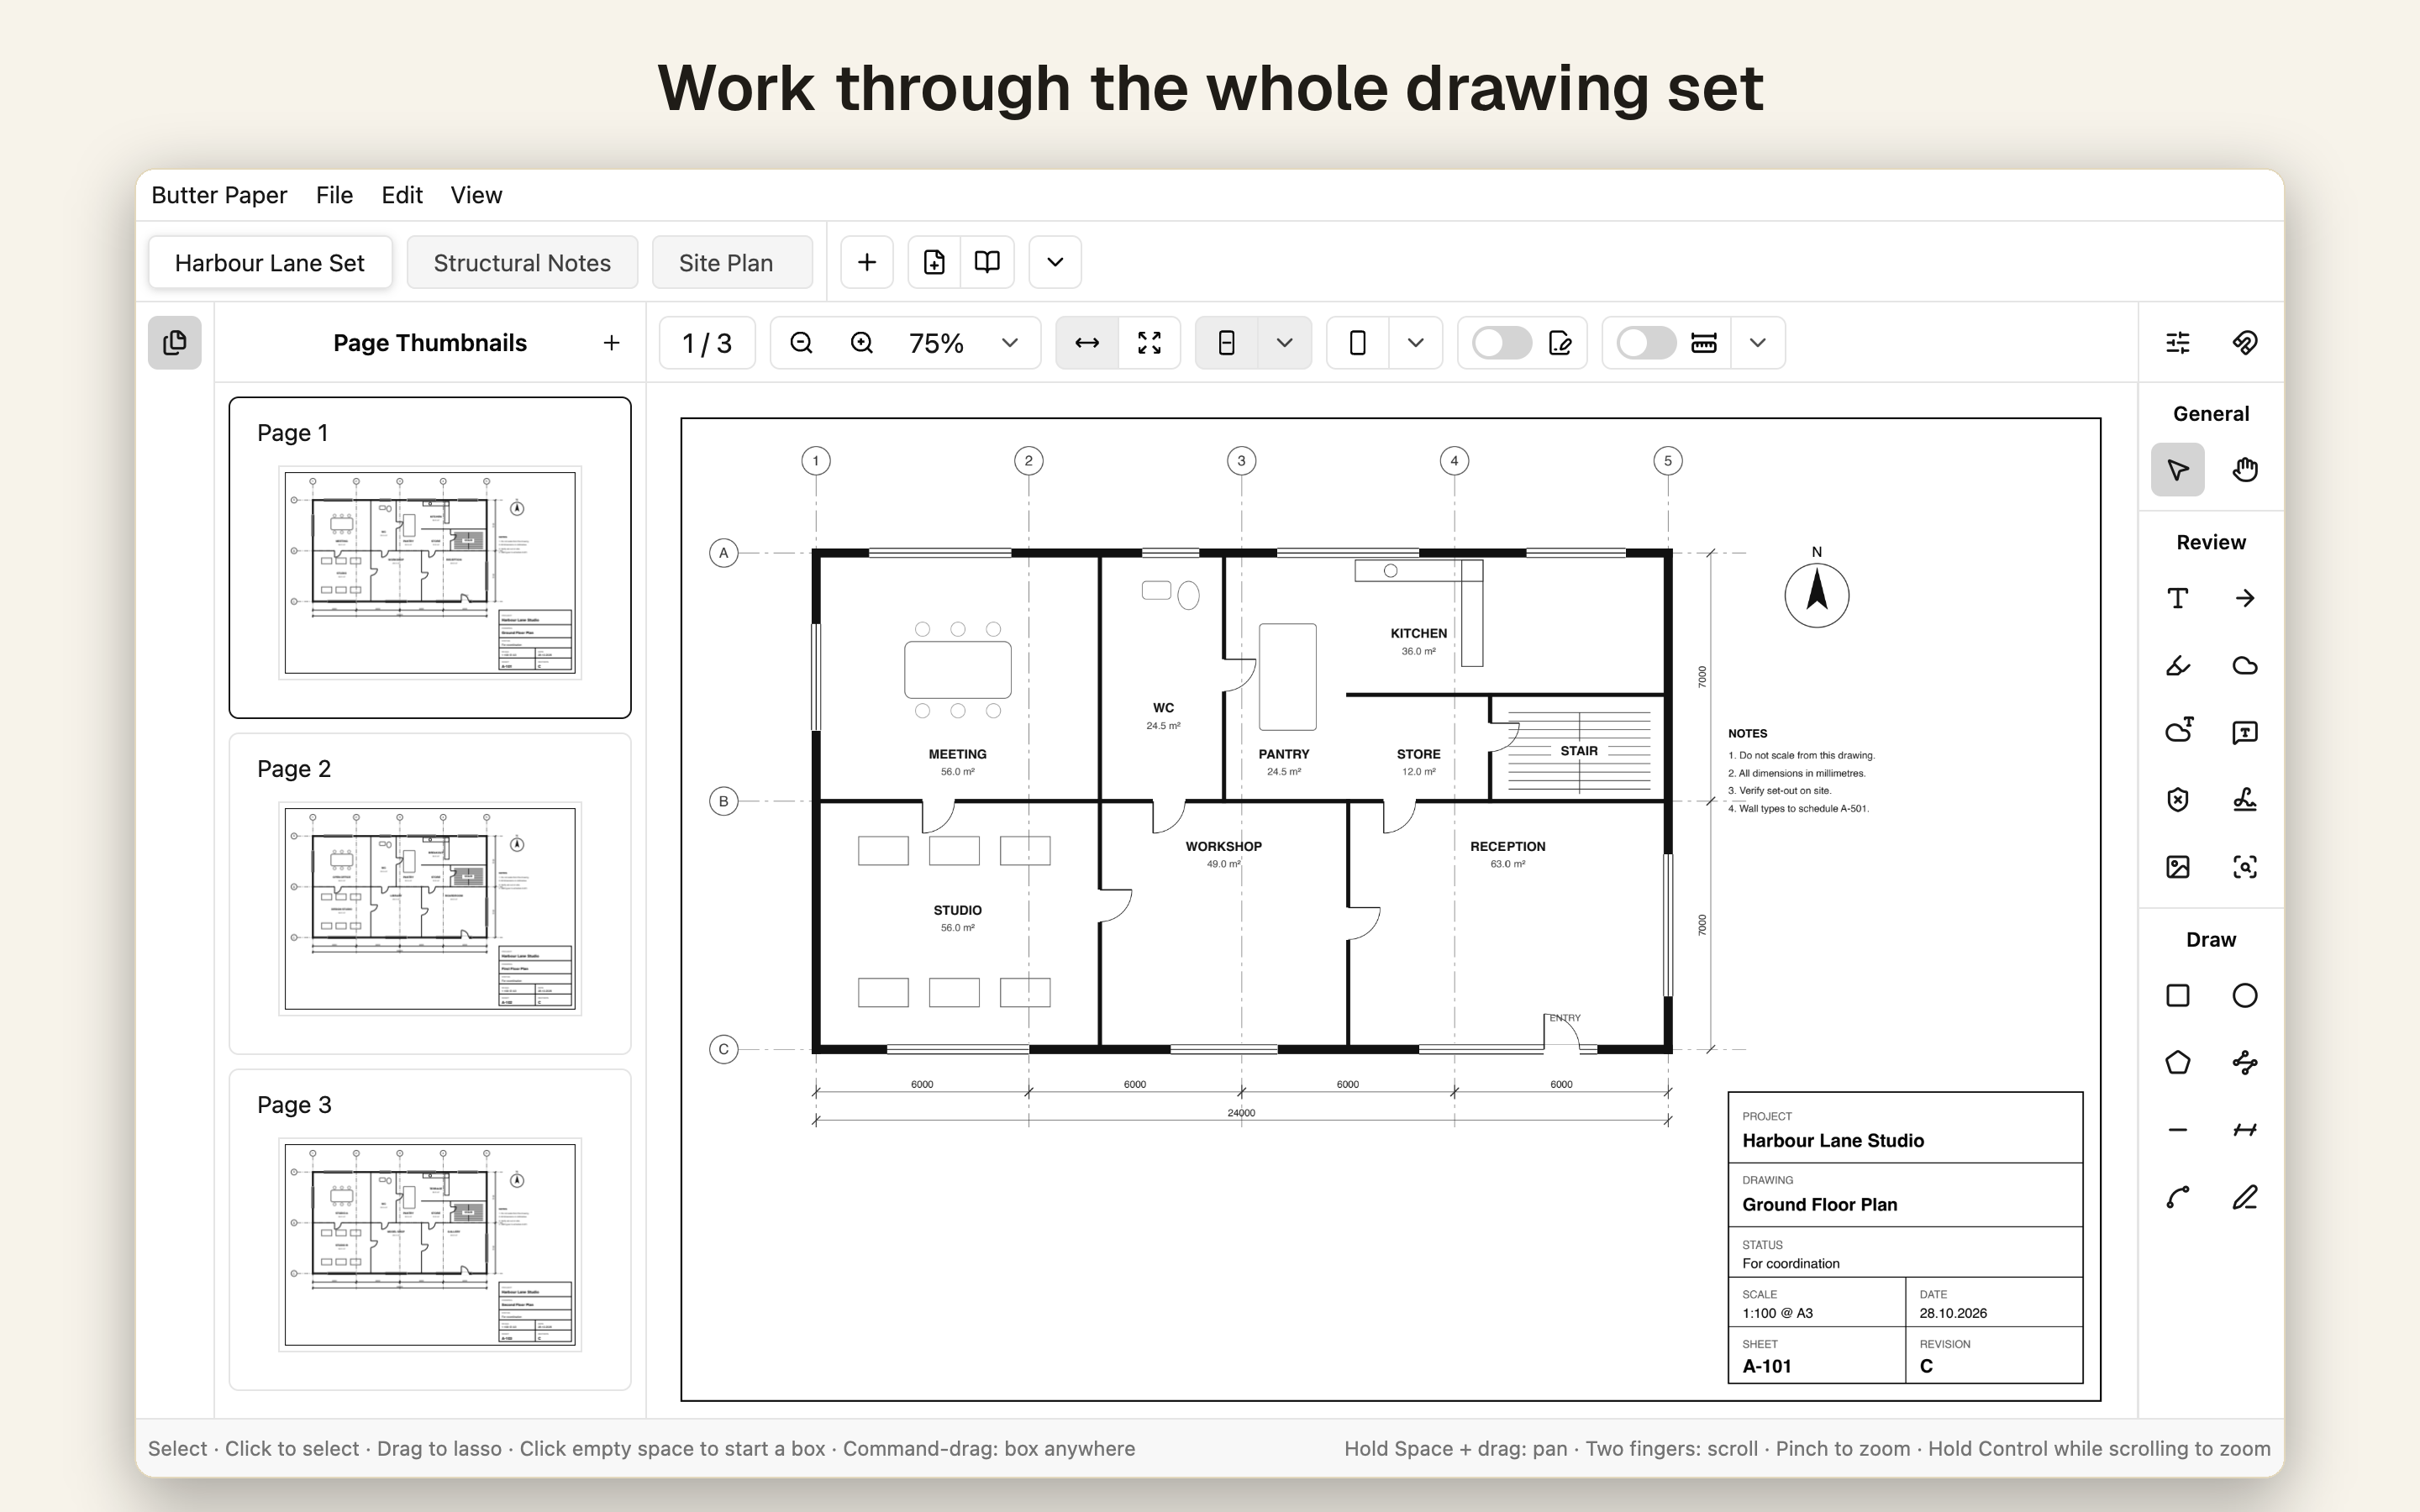 Work through the whole drawing set
Butter Paper File Edit View
Harbour Lane Set Structural Notes Site Plan
Page Thumbnails
1 / 3 75%
Page 1
Page 2
Page 3
1 2 3 4 5
A
B
C
N
KITCHEN
36.0 m²
WC
24.5 m²
MEETING
56.0 m²
PANTRY
24.5 m²
STORE
12.0 m²
STAIR
WORKSHOP
49.0 m²
RECEPTION
63.0 m²
STUDIO
56.0 m²
ENTRY
7000
7000
6000 6000 6000 6000
24000
NOTES
1. Do not scale from this drawing.
2. All dimensions in millimetres.
3. Verify set-out on site.
4. Wall types to schedule A-501.
PROJECT
Harbour Lane Studio
DRAWING
Ground Floor Plan
STATUS
For coordination
SCALE DATE
1:100 @ A3 28.10.2026
SHEET REVISION
A-101 C
General
Review
Draw
Select · Click to select · Drag to lasso · Click empty space to start a box · Command-drag: box anywhere
Hold Space + drag: pan · Two fingers: scroll · Pinch to zoom · Hold Control while scrolling to zoom